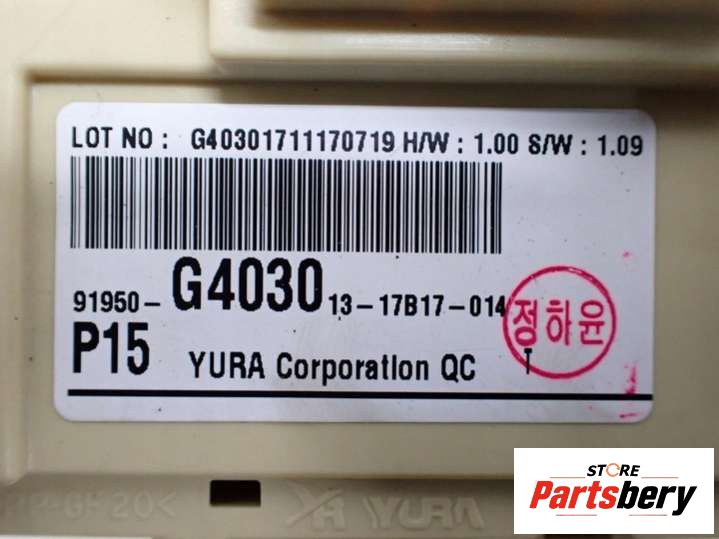 LOT NO : G40301711170719 H/W : 1.00 S/W : 1.09
91950-G4030 13-17B17-014
정하윤
P15 YURA Corporation QC T
YURA
STORE
Partsbery